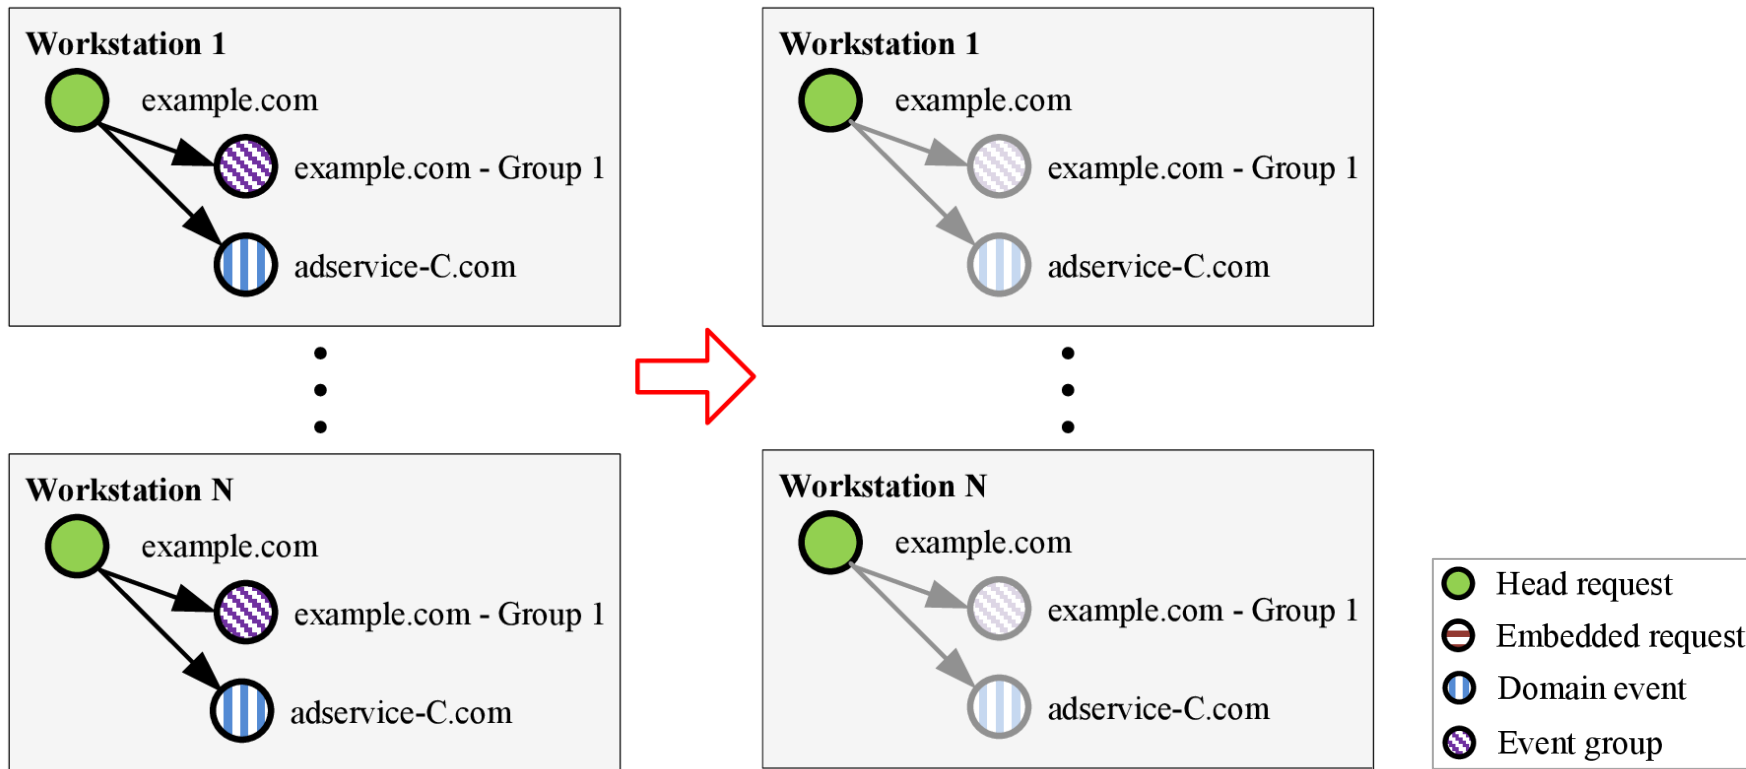 Workstation 1
example.com
example.com - Group 1
adservice-C.com
Workstation N
example.com
example.com - Group 1
adservice-C.com
Workstation 1
example.com
example.com - Group 1
adservice-C.com
Workstation N
example.com
example.com - Group 1
adservice-C.com
Head request
Embedded request
Domain event
Event group